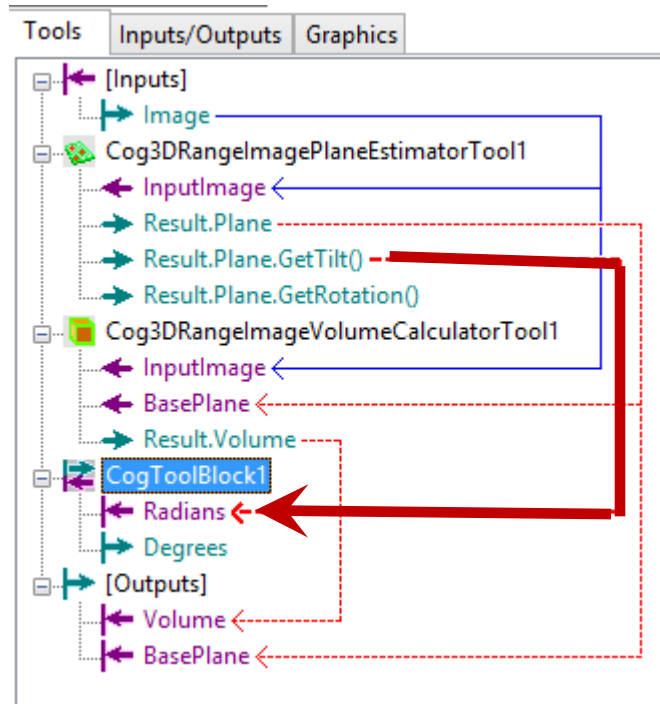 Tools Inputs/Outputs Graphics
[Inputs]
Image
Cog3DRangeImagePlaneEstimatorTool1
InputImage
Result.Plane
Result.Plane.GetTilt()
Result.Plane.GetRotation()
Cog3DRangeImageVolumeCalculatorTool1
InputImage
BasePlane
Result.Volume
CogToolBlock1
Radians
Degrees
[Outputs]
Volume
BasePlane